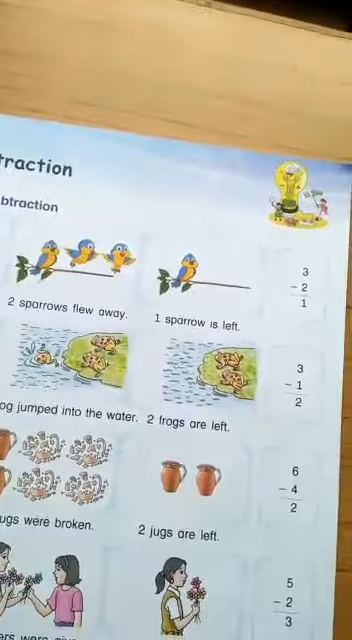 traction
btraction
3
- 2
1
2 sparrows flew away. 1 sparrow is left.
3
- 1
2
og jumped into the water. 2 frogs are left.
6
- 4
2
ugs were broken. 2 jugs are left.
5
- 2
3
ers were